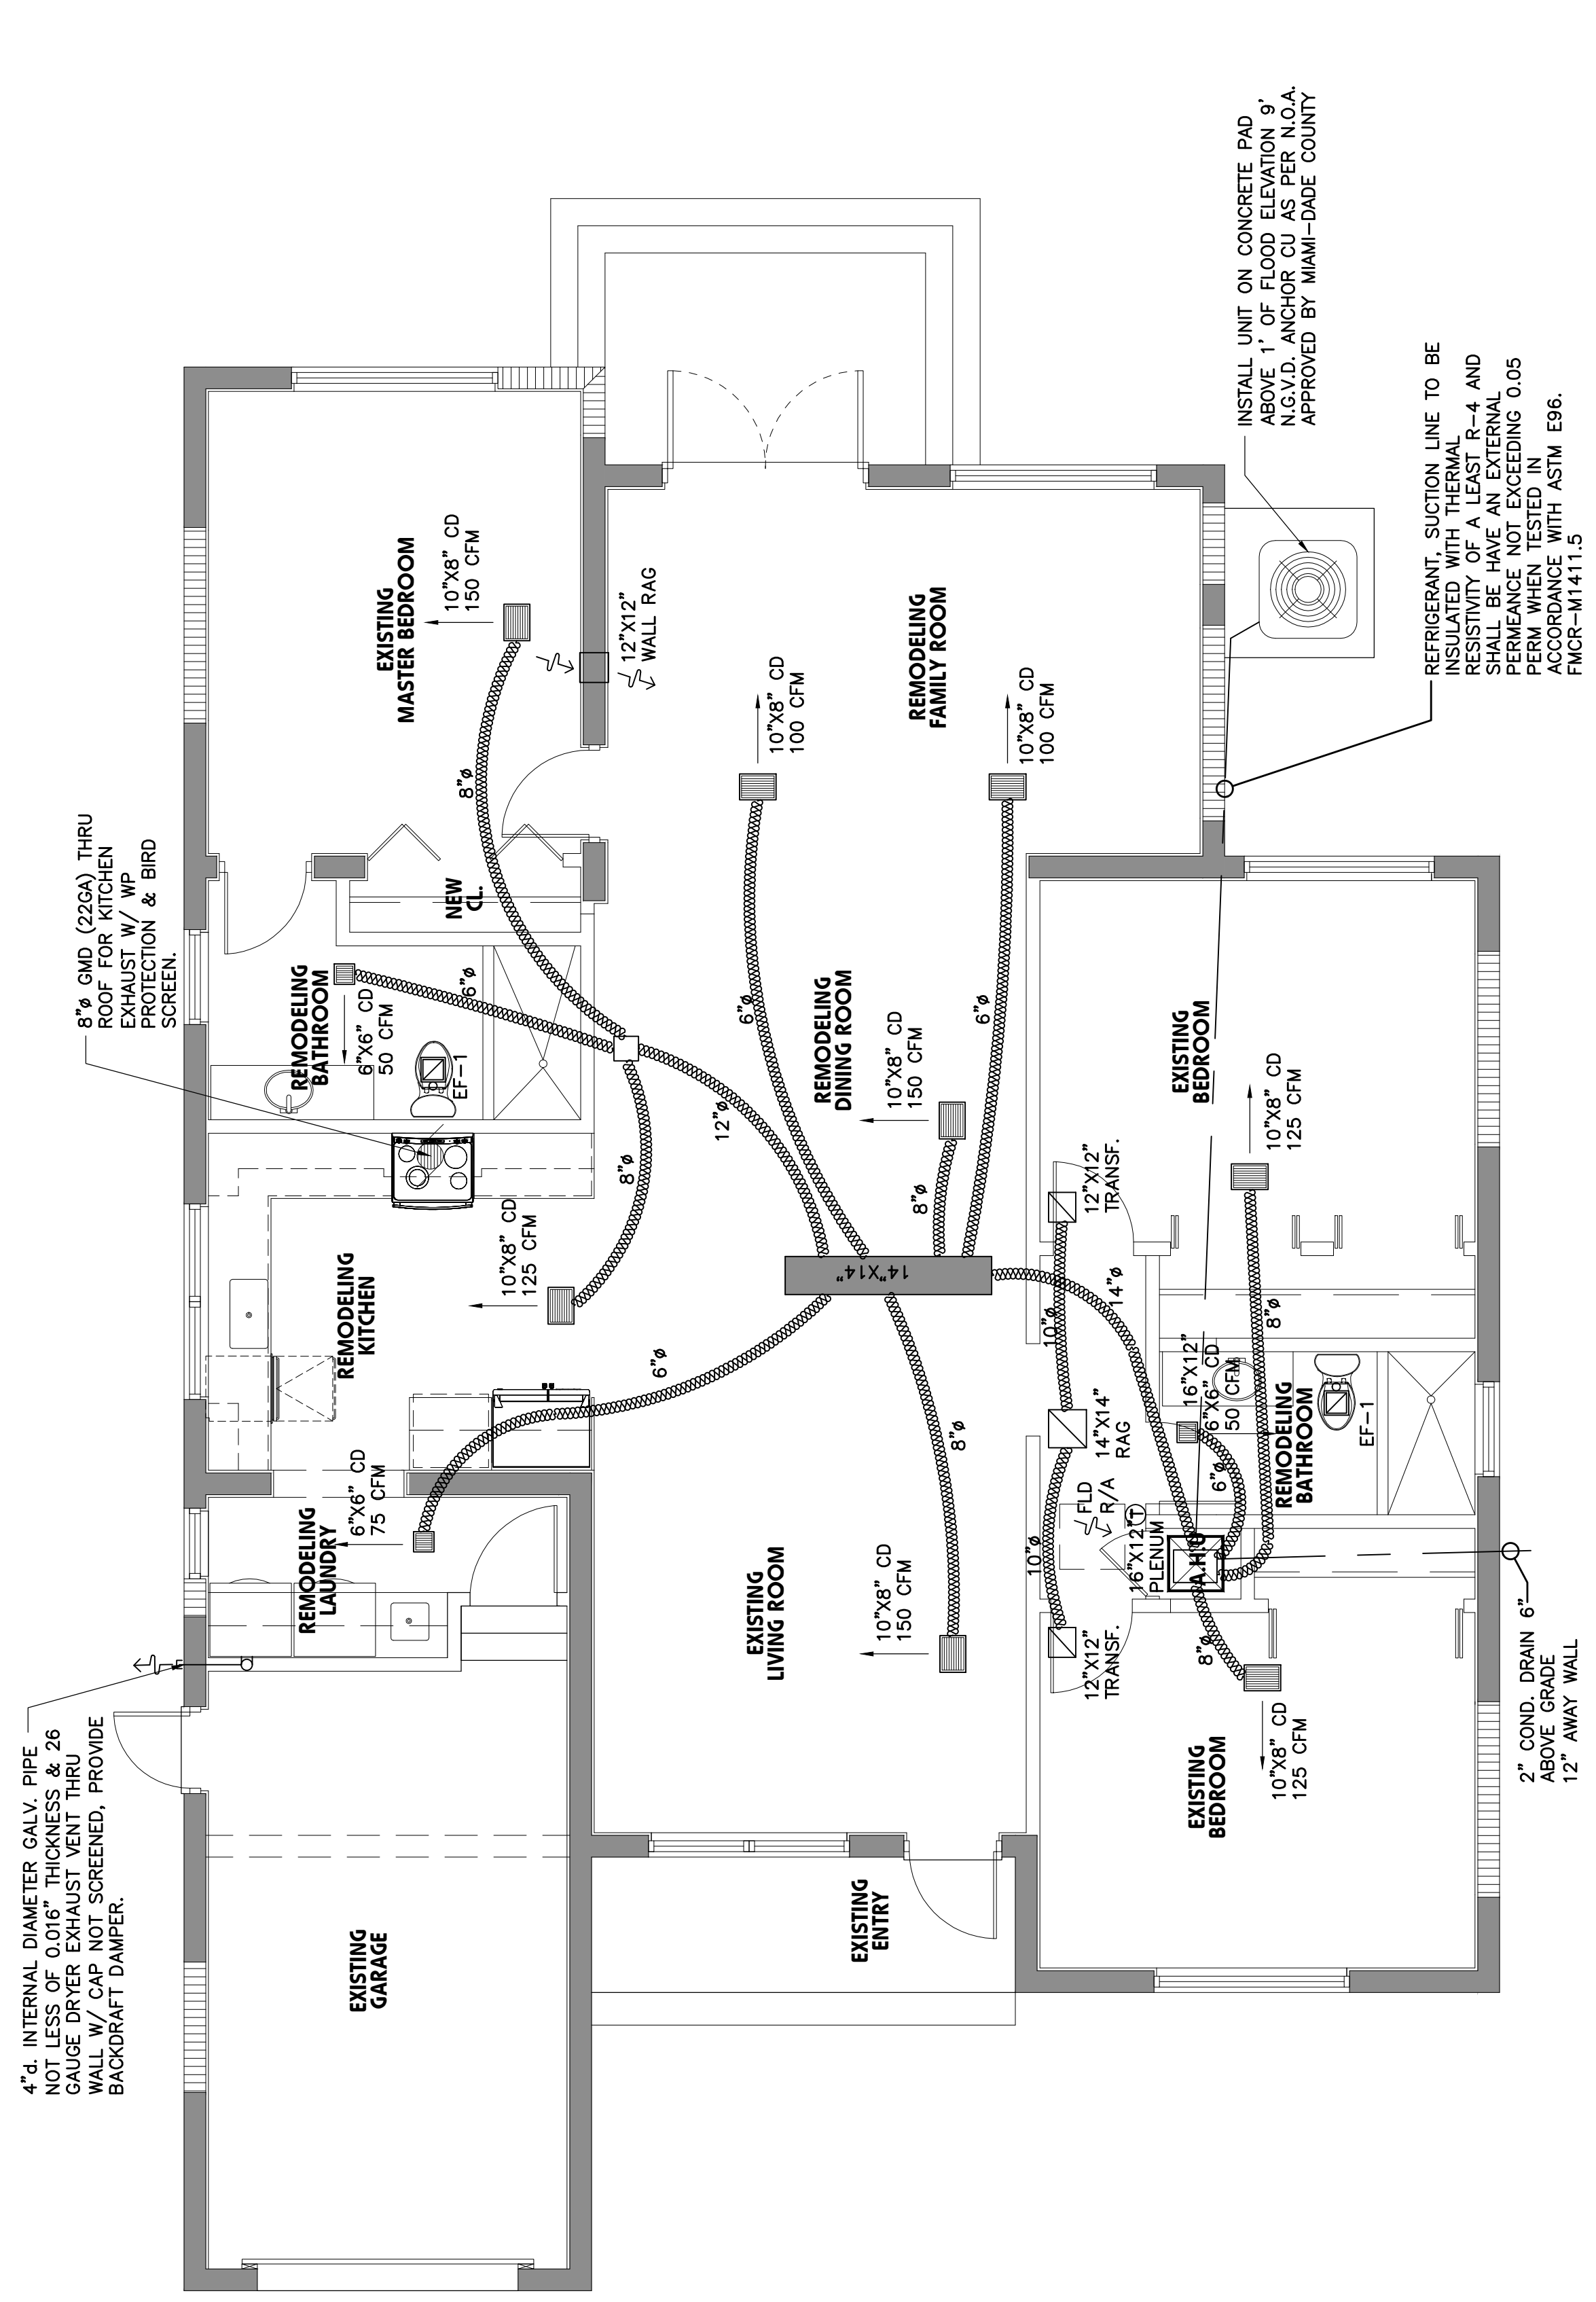 4"d. INTERNAL DIAMETER GALV. PIPE
NOT LESS OF 0.016" THICKNESS & 26
GAUGE DRYER EXHAUST VENT THRU
WALL W/ CAP NOT SCREENED, PROVIDE
BACKDRAFT DAMPER.
8"ø GMD (22GA) THRU
ROOF FOR KITCHEN
EXHAUST W/ WP
PROTECTION & BIRD
SCREEN.
EXISTING
GARAGE
REMODELING
LAUNDRY
6"X6" CD
75 CFM
REMODELING
KITCHEN
10"X8" CD
125 CFM
REMODELING
BATHROOM
6"X6" CD
50 CFM
EF-1
6"ø
NEW
CL.
8"ø
EXISTING
MASTER BEDROOM
10"X8" CD
150 CFM
12"X12"
WALL RAG
8"ø
12"ø
6"ø
6"ø
10"X8" CD
100 CFM
REMODELING
FAMILY ROOM
10"X8" CD
100 CFM
REMODELING
DINING ROOM
10"X8" CD
150 CFM
6"ø
8"ø
14"X14"
EXISTING
LIVING ROOM
10"X8" CD
150 CFM
8"ø
EXISTING
ENTRY
10"ø
12"X12"
TRANSF.
14"X14"
RAG
10"ø
12"X12"
TRANSF.
14"ø
FLD
R/A
T
16"X12"
PLENUM
A.H.U
16"X12"
6"X6" CD
50 CFM
6"ø
REMODELING
BATHROOM
EF-1
8"ø
EXISTING
BEDROOM
10"X8" CD
125 CFM
8"ø
EXISTING
BEDROOM
10"X8" CD
125 CFM
2" COND. DRAIN 6"
ABOVE GRADE
12" AWAY WALL
INSTALL UNIT ON CONCRETE PAD
ABOVE 1' OF FLOOD ELEVATION 9'
N.G.V.D. ANCHOR CU AS PER N.O.A.
APPROVED BY MIAMI-DADE COUNTY
REFRIGERANT, SUCTION LINE TO BE
INSULATED WITH THERMAL
RESISTIVITY OF A LEAST R-4 AND
SHALL BE HAVE AN EXTERNAL
PERMEANCE NOT EXCEEDING 0.05
PERM WHEN TESTED IN
ACCORDANCE WITH ASTM E96.
FMCR-M1411.5